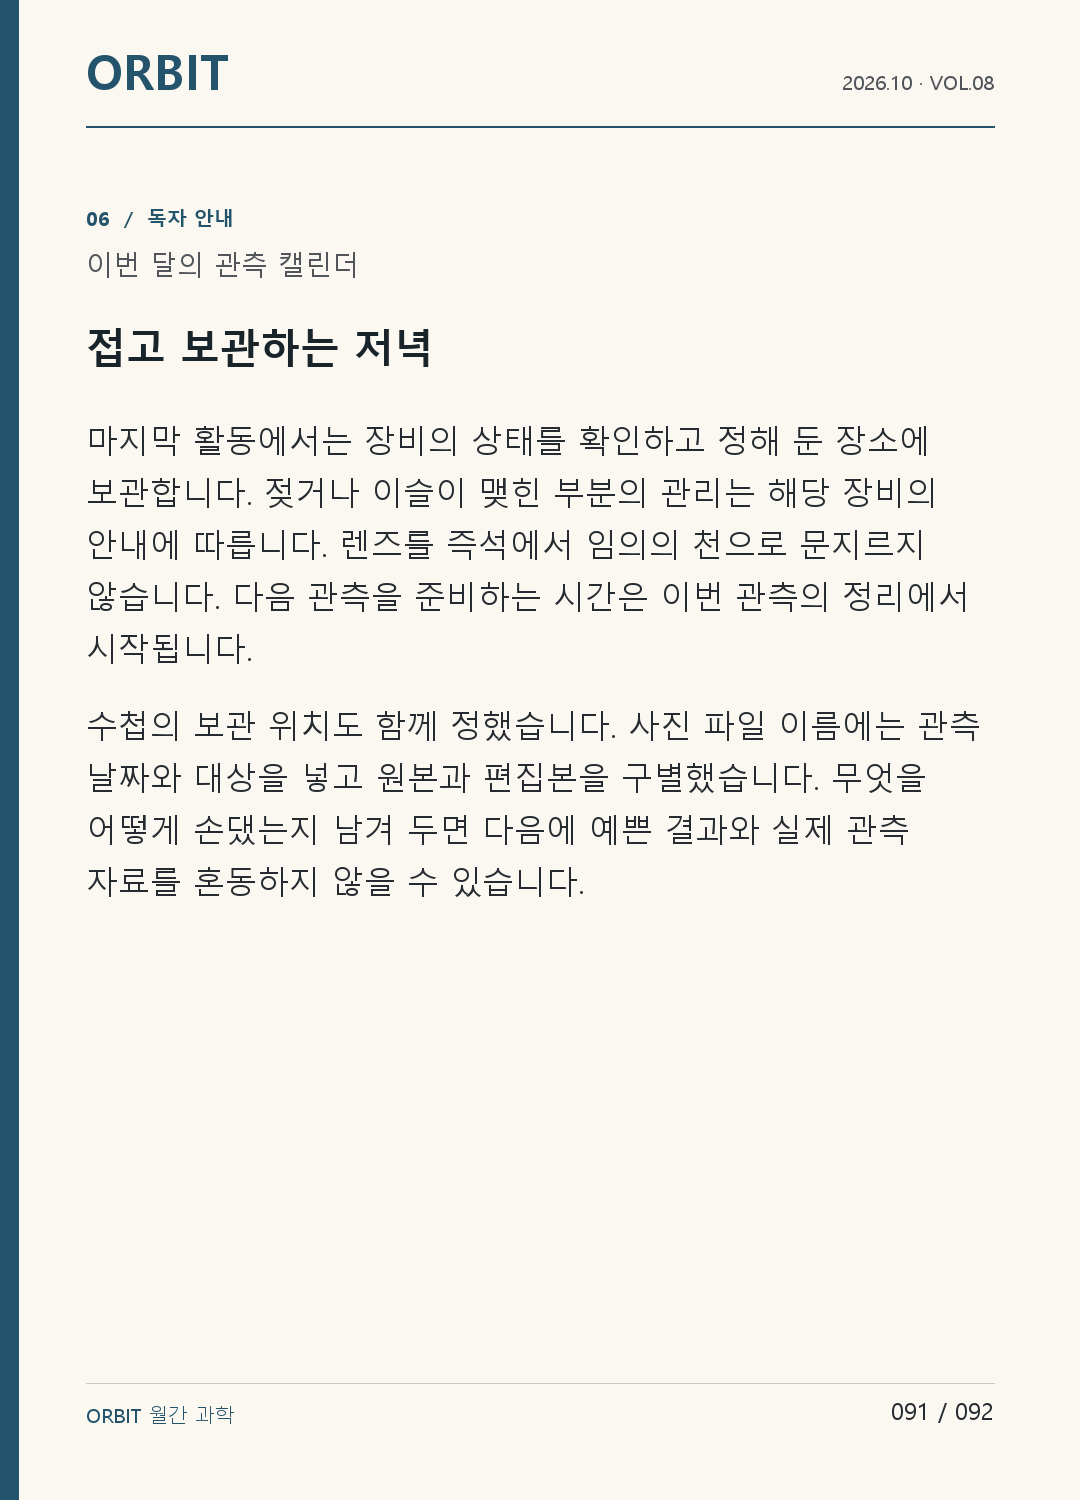 ORBIT
2026.10 · VOL.08
06 / 독자 안내
이번 달의 관측 캘린더
접고 보관하는 저녁
마지막 활동에서는 장비의 상태를 확인하고 정해 둔 장소에
보관합니다. 젖거나 이슬이 맺힌 부분의 관리는 해당 장비의
안내에 따릅니다. 렌즈를 즉석에서 임의의 천으로 문지르지
않습니다. 다음 관측을 준비하는 시간은 이번 관측의 정리에서
시작됩니다.
수첩의 보관 위치도 함께 정했습니다. 사진 파일 이름에는 관측
날짜와 대상을 넣고 원본과 편집본을 구별했습니다. 무엇을
어떻게 손댔는지 남겨 두면 다음에 예쁜 결과와 실제 관측
자료를 혼동하지 않을 수 있습니다.
ORBIT 월간 과학
091 / 092